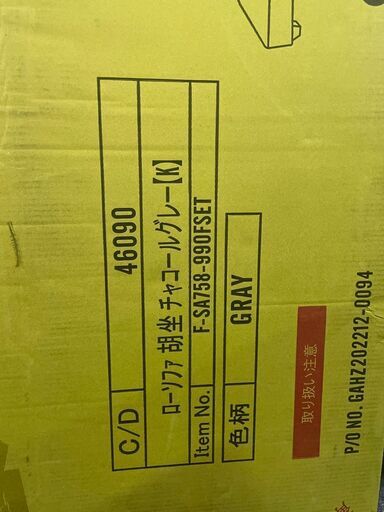 C/D 46090
ローソファ 胡坐 チャコールグレー【K】
Item No. F-SA758-990FSET
色柄 GRAY
取り扱い注意
P/O NO. GAHZ202212-0094